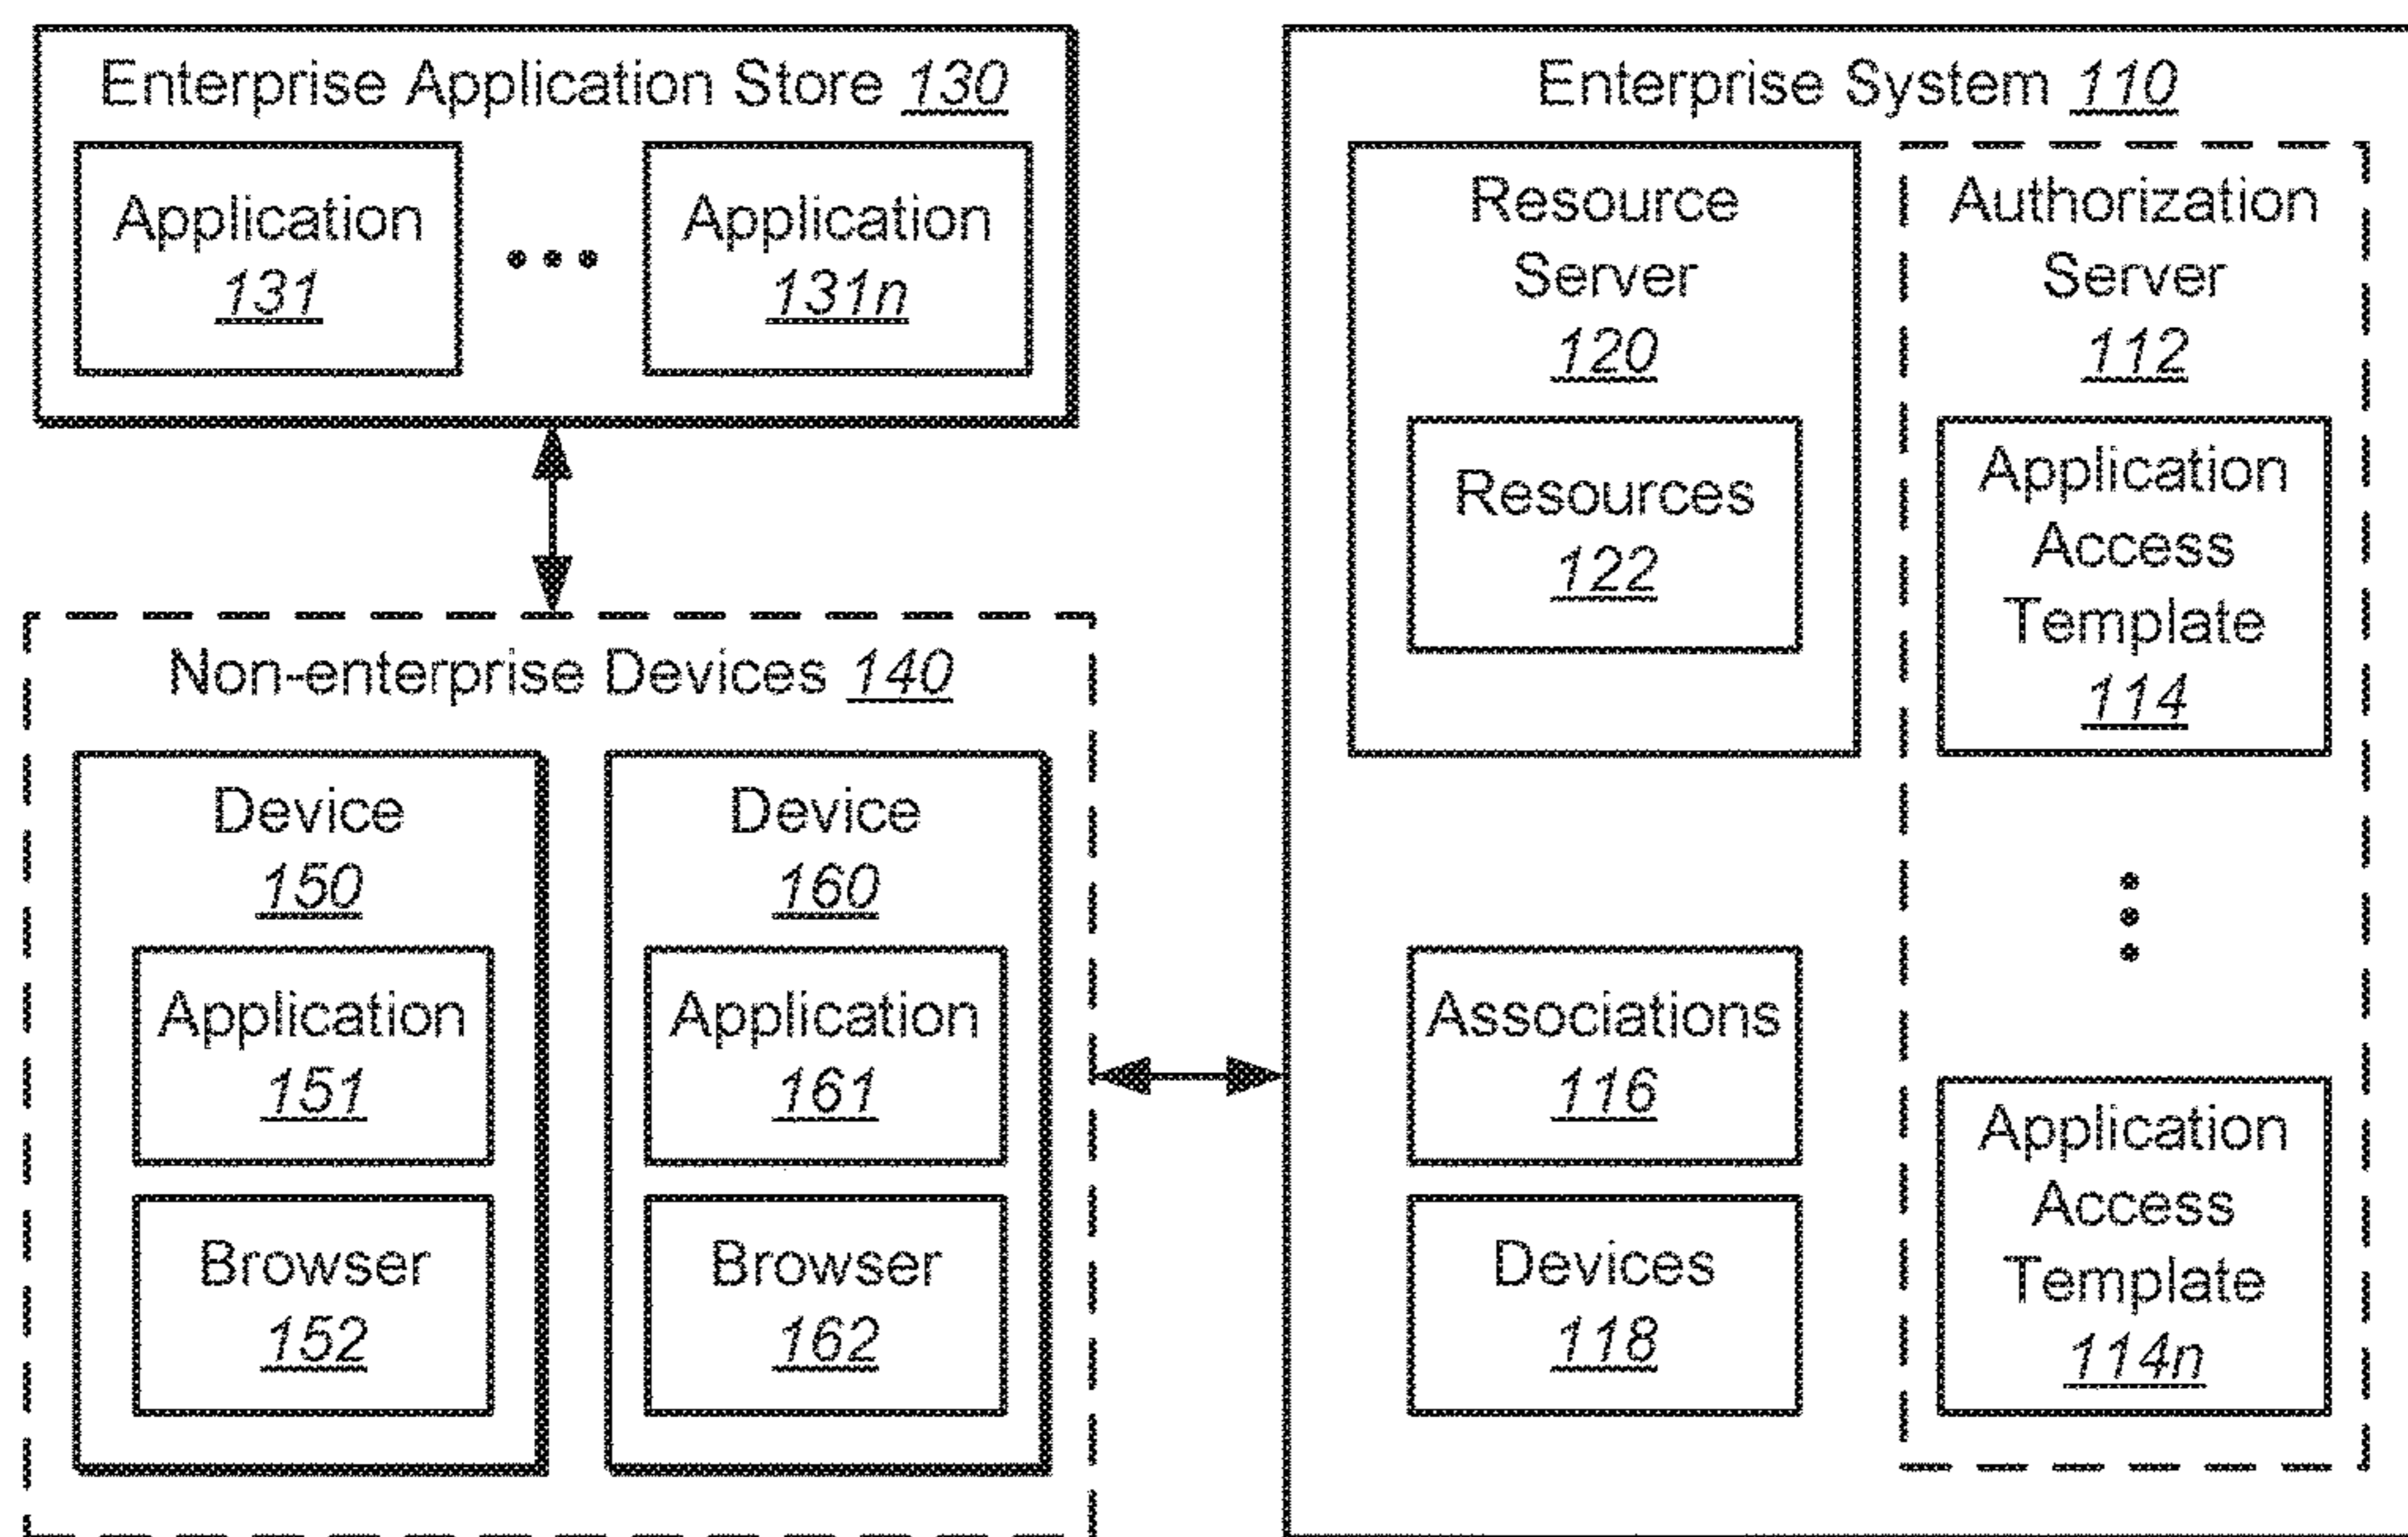 Enterprise Application Store 130
Application
131
Application
131n
Non-enterprise Devices 140
Device
150
Application
151
Browser
152
Device
160
Application
161
Browser
162
Enterprise System 110
Resource
Server
120
Resources
122
Associations
116
Devices
118
Authorization
Server
112
Application
Access
Template
114
Application
Access
Template
114n